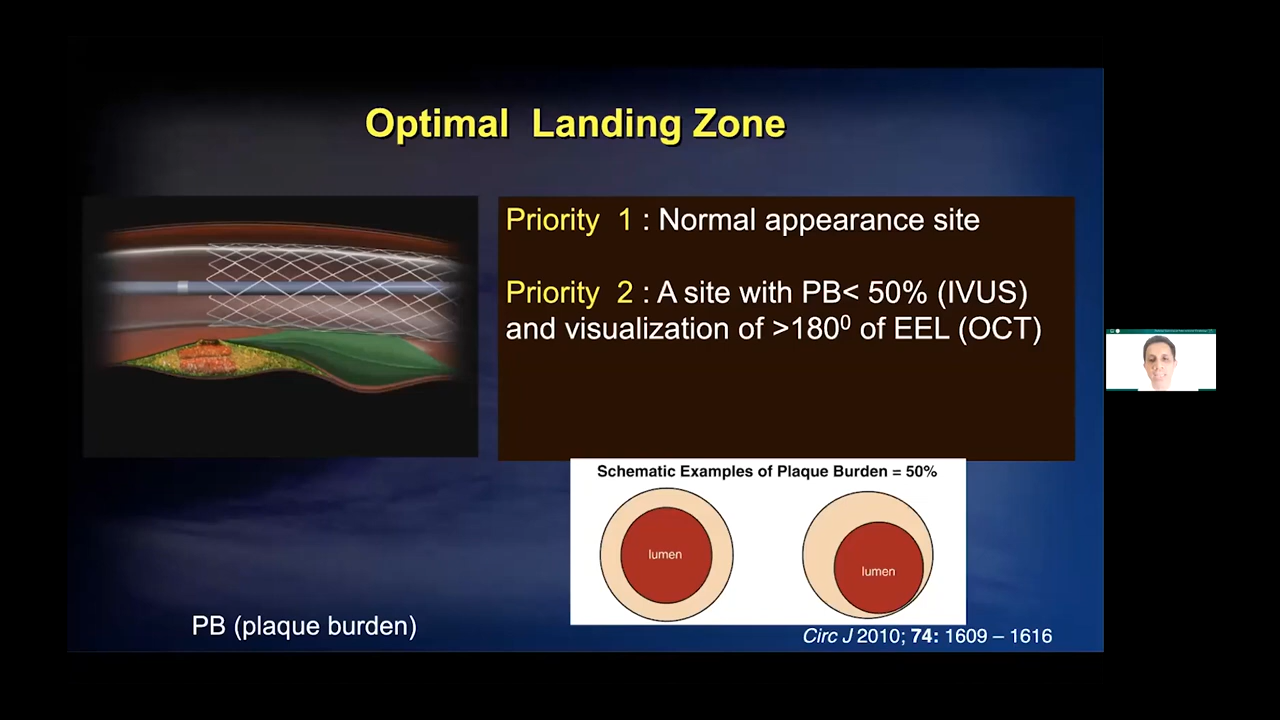 Optimal Landing Zone
Priority 1 : Normal appearance site
Priority 2 : A site with PB< 50% (IVUS)
and visualization of >180⁰ of EEL (OCT)
Schematic Examples of Plaque Burden = 50%
lumen
lumen
PB (plaque burden)
Circ J 2010; 74: 1609 – 1616